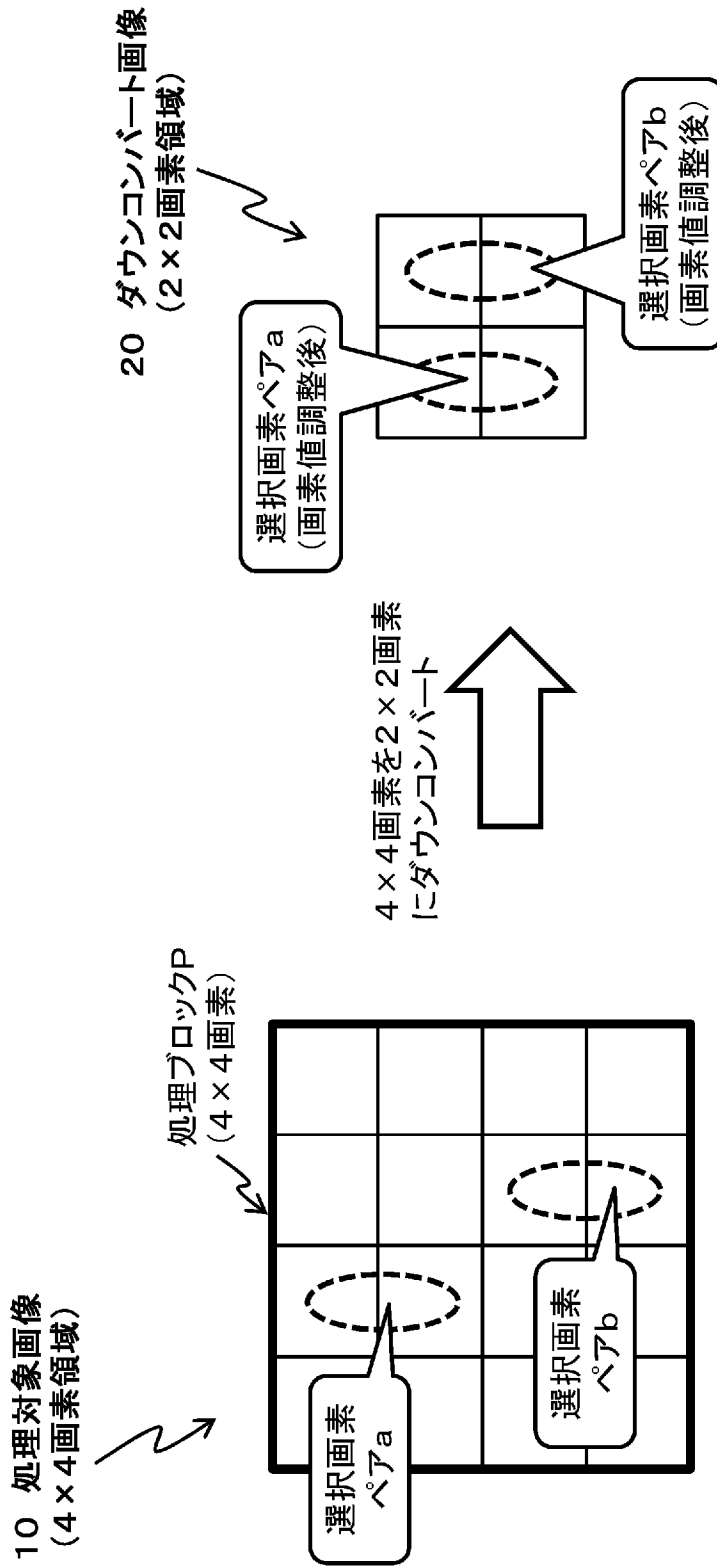 10 処理対象画像
(4×4画素領域)
処理ブロックP
(4×4画素)
選択画素
ペアa
選択画素
ペアb
4×4画素を2×2画素
にダウンコンバート
20 ダウンコンバート画像
(2×2画素領域)
選択画素ペアa
(画素値調整後)
選択画素ペアb
(画素値調整後)